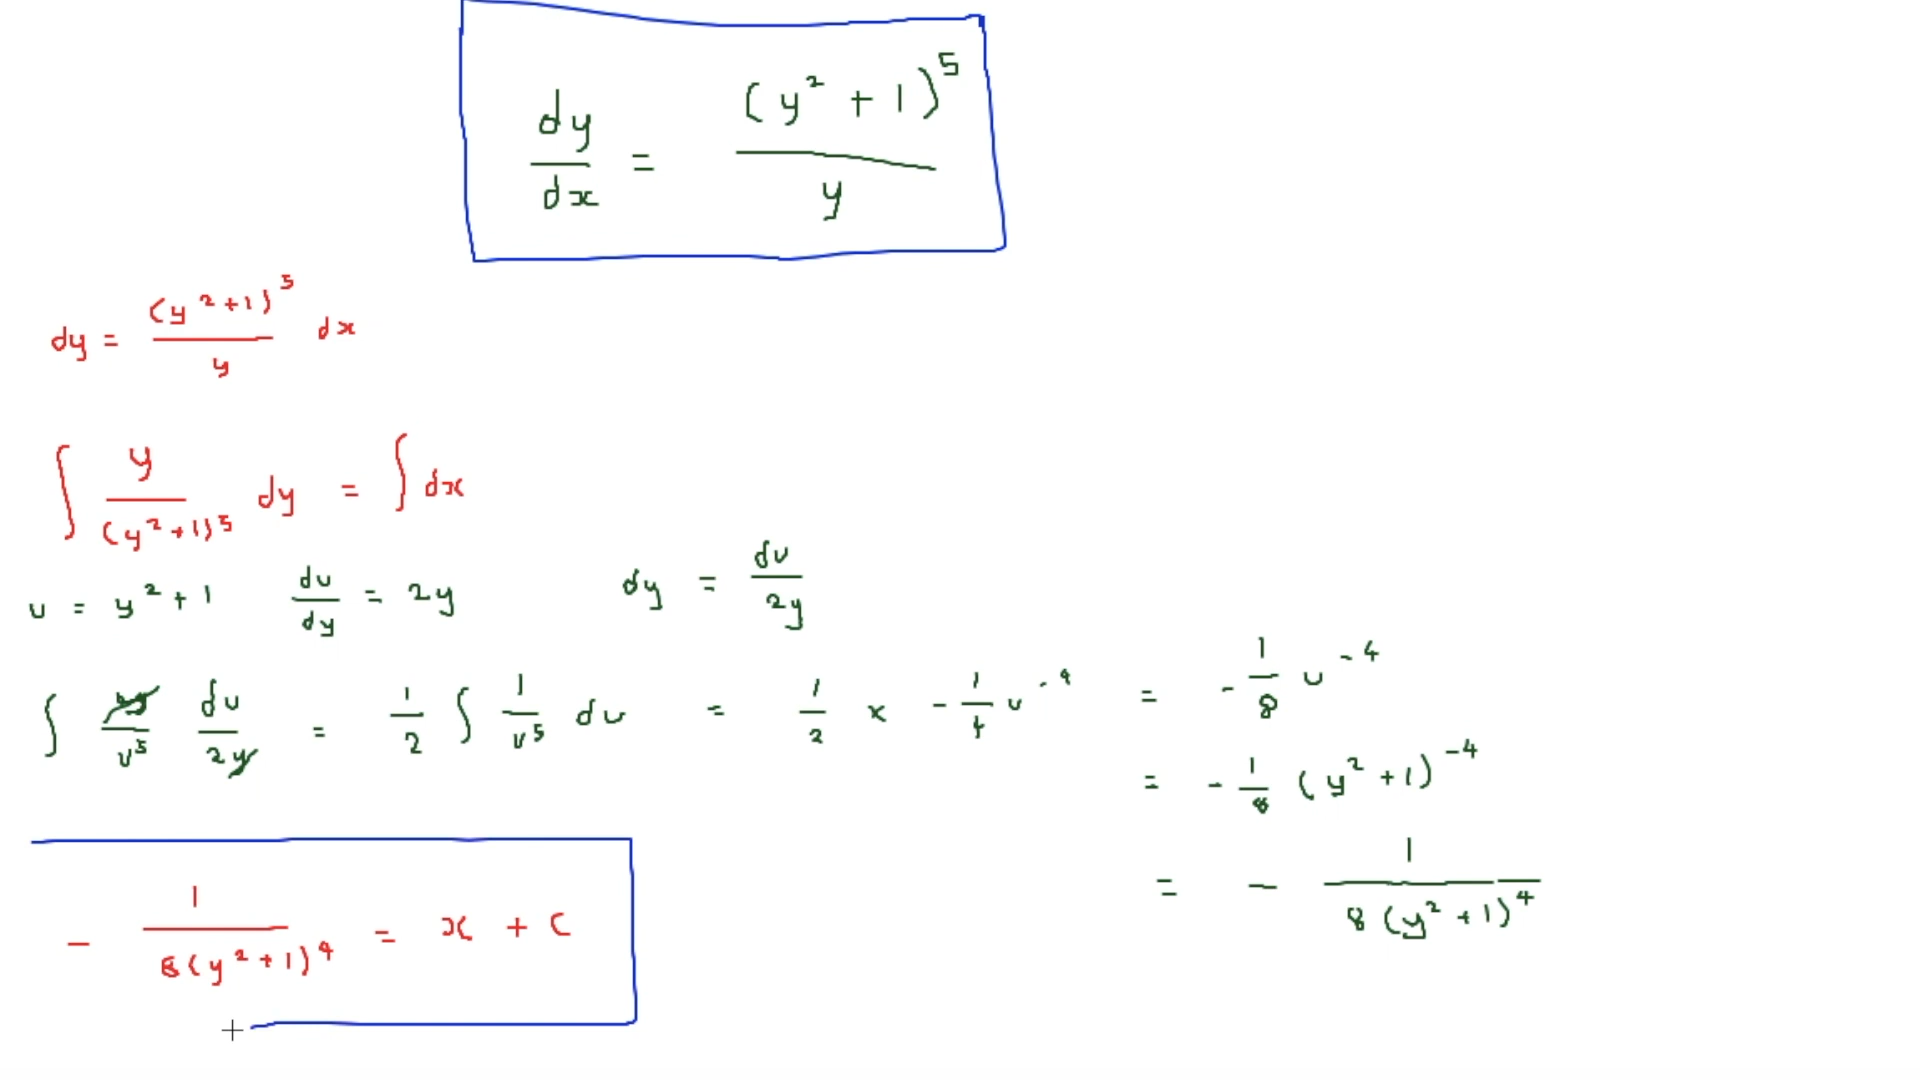 dy/dx = (y² + 1)⁵/y
dy = (y² + 1)⁵/y dx
∫ y/(y² + 1)⁵ dy = ∫ dx
u = y² + 1 du/dy = 2y dy = du/2y
∫ y/u⁵ du/2y = 1/2 ∫ 1/u⁵ du = 1/2 × - 1/4 u⁻⁴ = - 1/8 u⁻⁴
= - 1/8 (y² + 1)⁻⁴
= - 1/8(y² + 1)⁴
- 1/8(y² + 1)⁴ = x + C